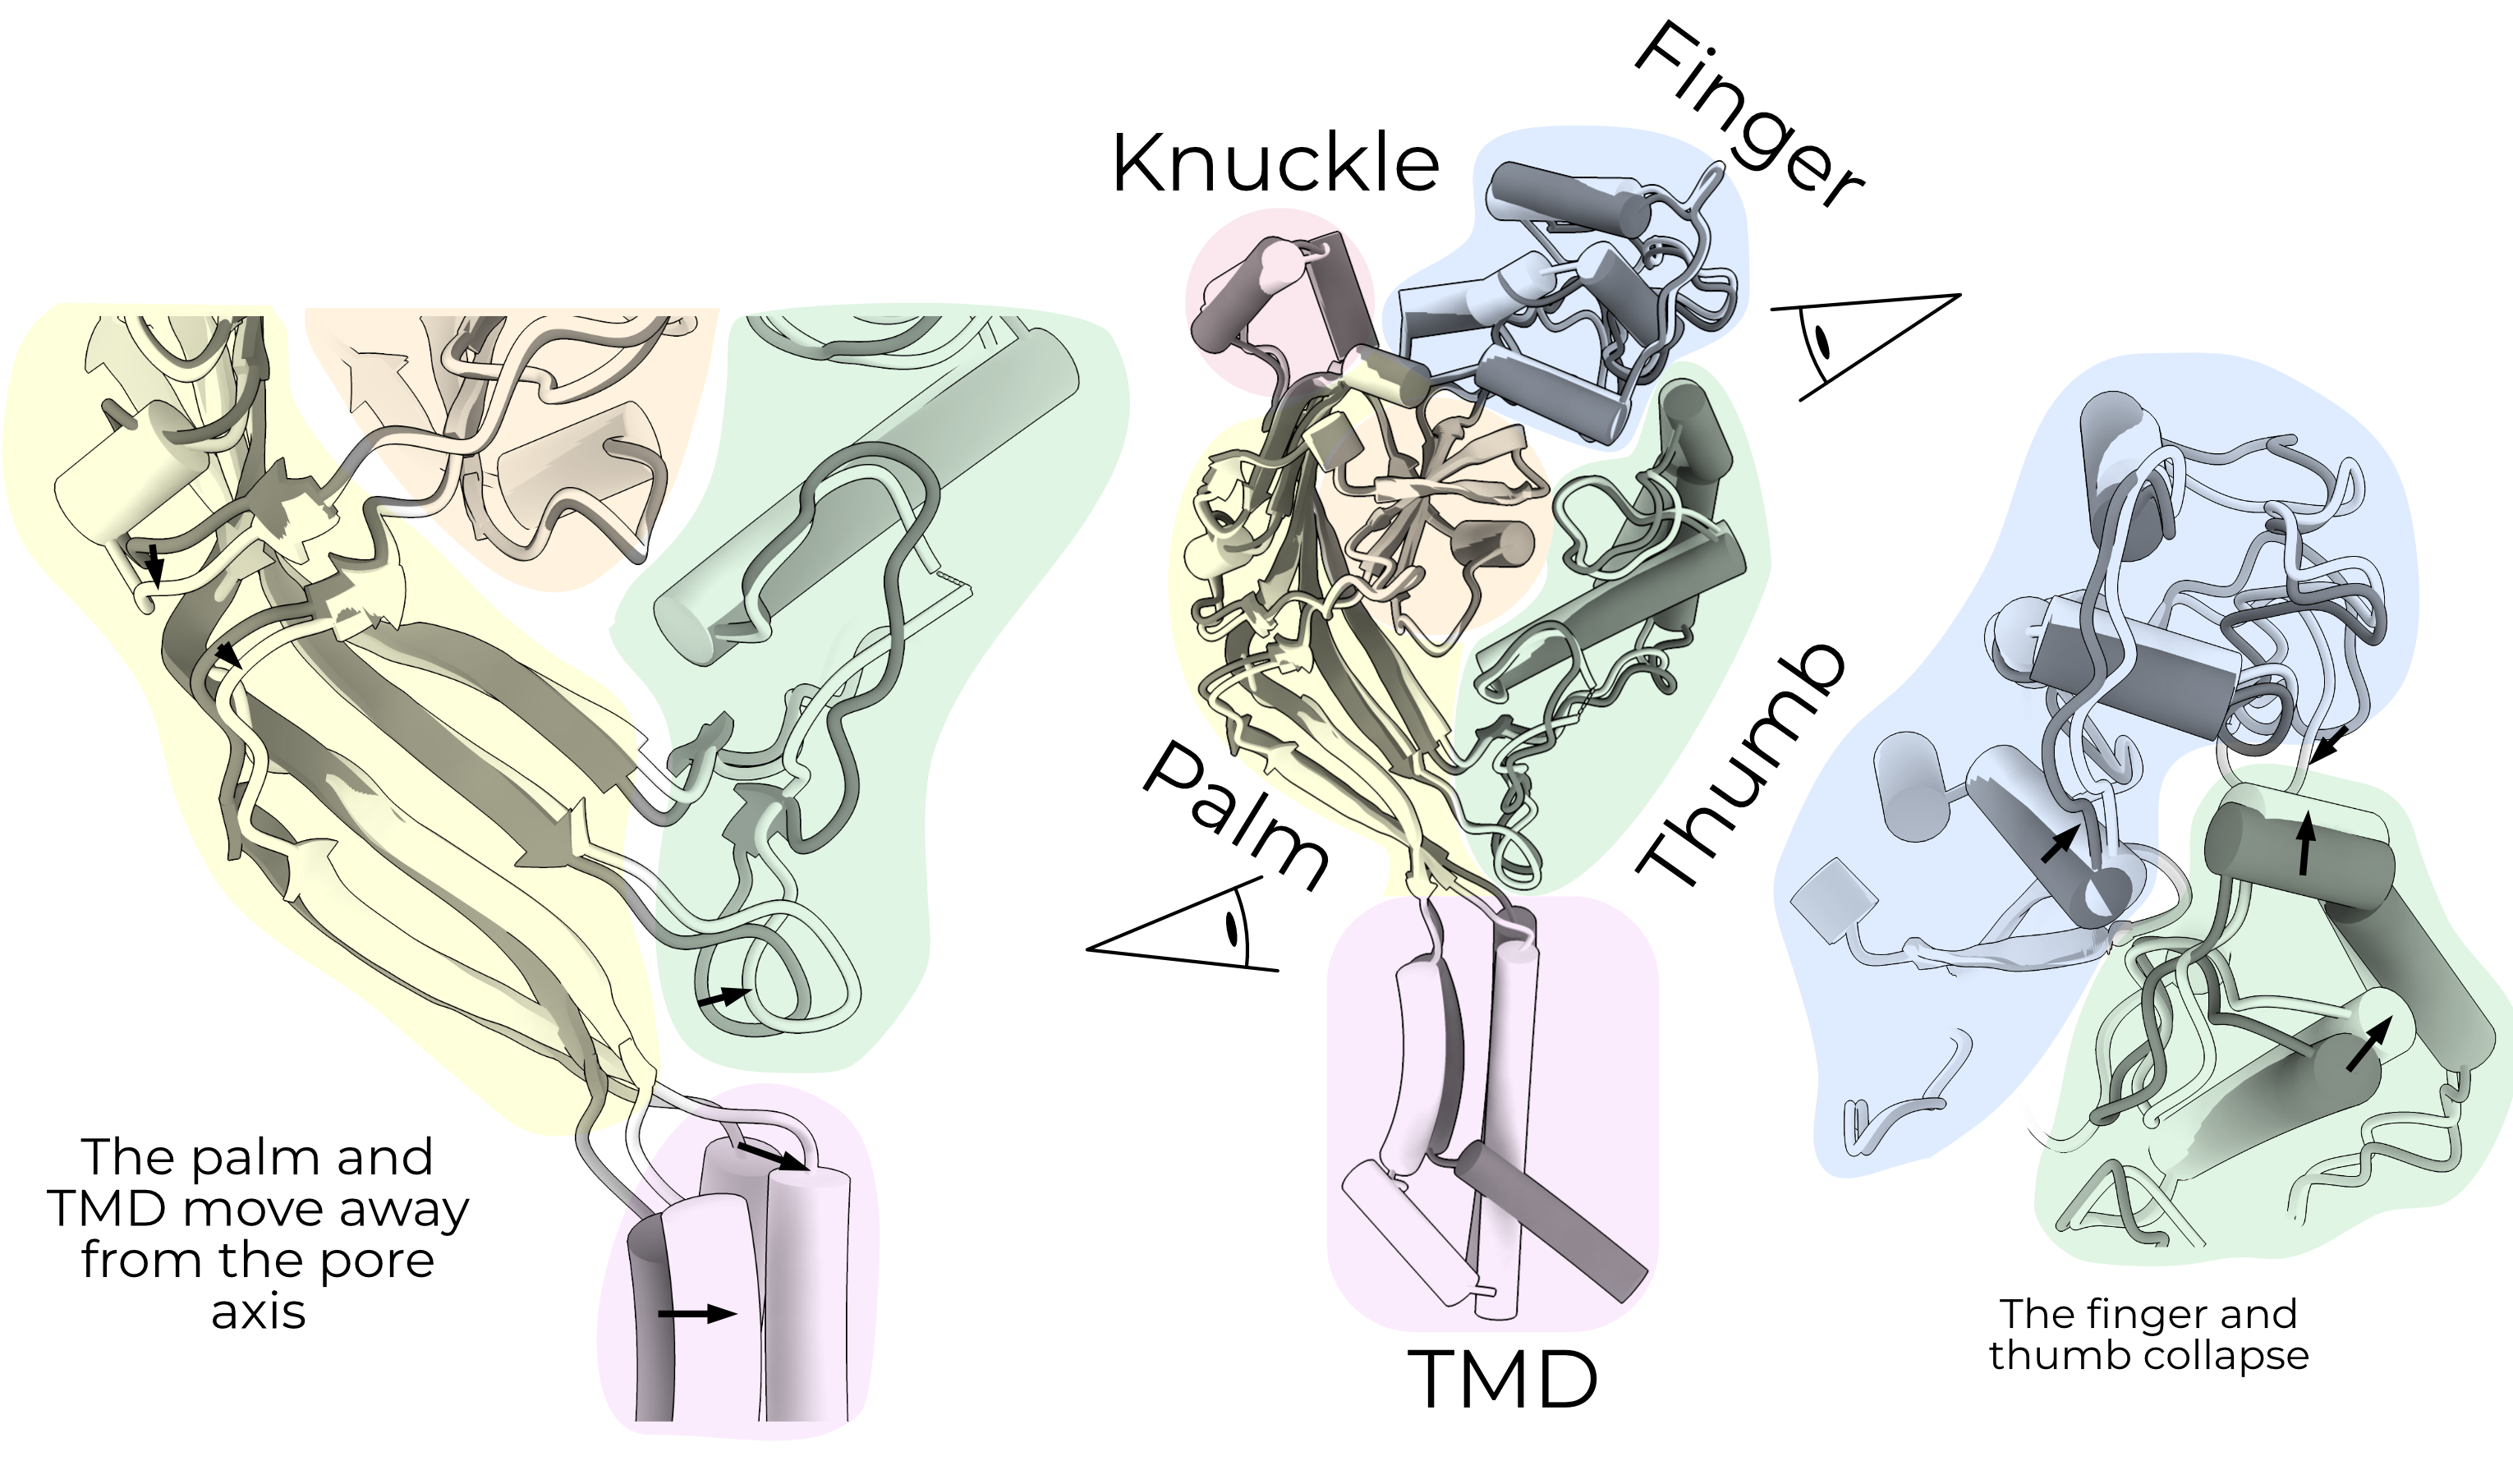 Finger
Knuckle
Thumb
Palm
The palm and
TMD move away
from the pore
axis
TMD
The finger and
thumb collapse